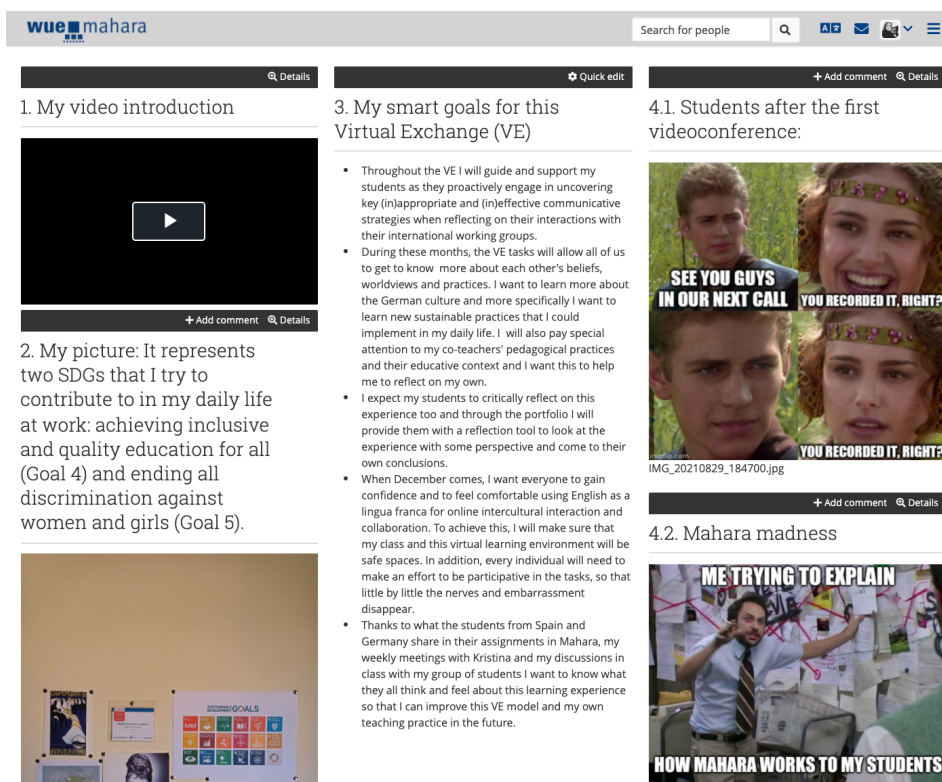 wue mahara
Search for people
Details
1. My video introduction
Add comment Details
2. My picture: It represents
two SDGs that I try to
contribute to in my daily life
at work: achieving inclusive
and quality education for all
(Goal 4) and ending all
discrimination against
women and girls (Goal 5).
SUSTAINABLE DEVELOPMENT GOALS
Quick edit
3. My smart goals for this
Virtual Exchange (VE)
• Throughout the VE I will guide and support my
students as they proactively engage in uncovering
key (in)appropriate and (in)effective communicative
strategies when reflecting on their interactions with
their international working groups.
• During these months, the VE tasks will allow all of us
to get to know more about each other's beliefs,
worldviews and practices. I want to learn more about
the German culture and more specifically I want to
learn new sustainable practices that I could
implement in my daily life. I will also pay special
attention to my co-teachers' pedagogical practices
and their educative context and I want this to help
me to reflect on my own.
• I expect my students to critically reflect on this
experience too and through the portfolio I will
provide them with a reflection tool to look at the
experience with some perspective and come to their
own conclusions.
• When December comes, I want everyone to gain
confidence and to feel comfortable using English as a
lingua franca for online intercultural interaction and
collaboration. To achieve this, I will make sure that
my class and this virtual learning environment will be
safe spaces. In addition, every individual will need to
make an effort to be participative in the tasks, so that
little by little the nerves and embarrassment
disappear.
• Thanks to what the students from Spain and
Germany share in their assignments in Mahara, my
weekly meetings with Kristina and my discussions in
class with my group of students I want to know what
they all think and feel about this learning experience
so that I can improve this VE model and my own
teaching practice in the future.
Add comment Details
4.1. Students after the first
videoconference:
SEE YOU GUYS
IN OUR NEXT CALL
YOU RECORDED IT, RIGHT?
YOU RECORDED IT, RIGHT?
imgflip.com
IMG_20210829_184700.jpg
Add comment Details
4.2. Mahara madness
ME TRYING TO EXPLAIN
HOW MAHARA WORKS TO MY STUDENTS